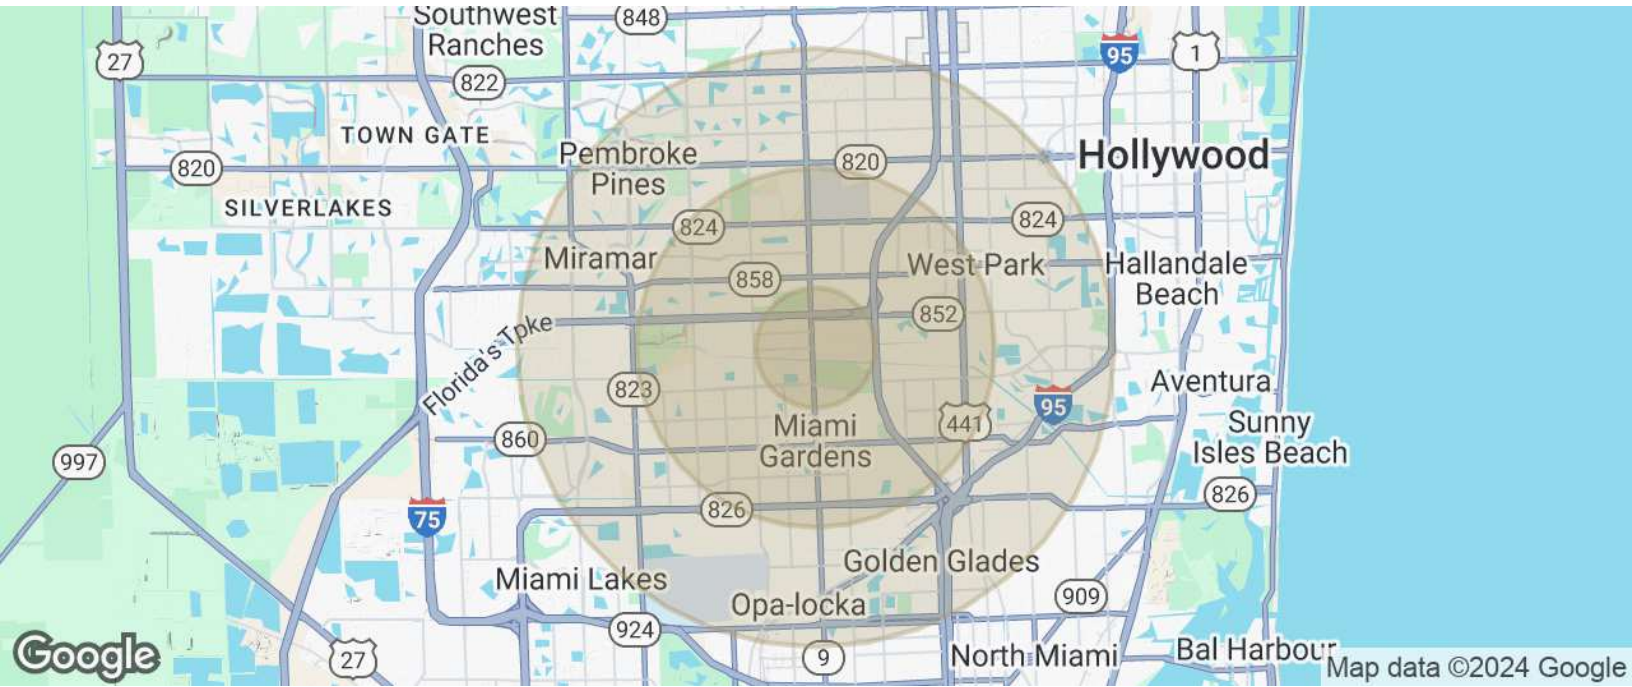 Southwest
Ranches
848
27
822
95
1
TOWN GATE
Pembroke
Pines
820
Hollywood
820
SILVERLAKES
824
824
Miramar
858
West Park
Hallandale
Beach
852
Florida's Tpke
823
95
Aventura
441
Miami
Gardens
860
Sunny
Isles Beach
997
826
826
75
Golden Glades
Miami Lakes
Opa-locka
909
924
27
9
North Miami
Bal Harbour
Google
Map data ©2024 Google